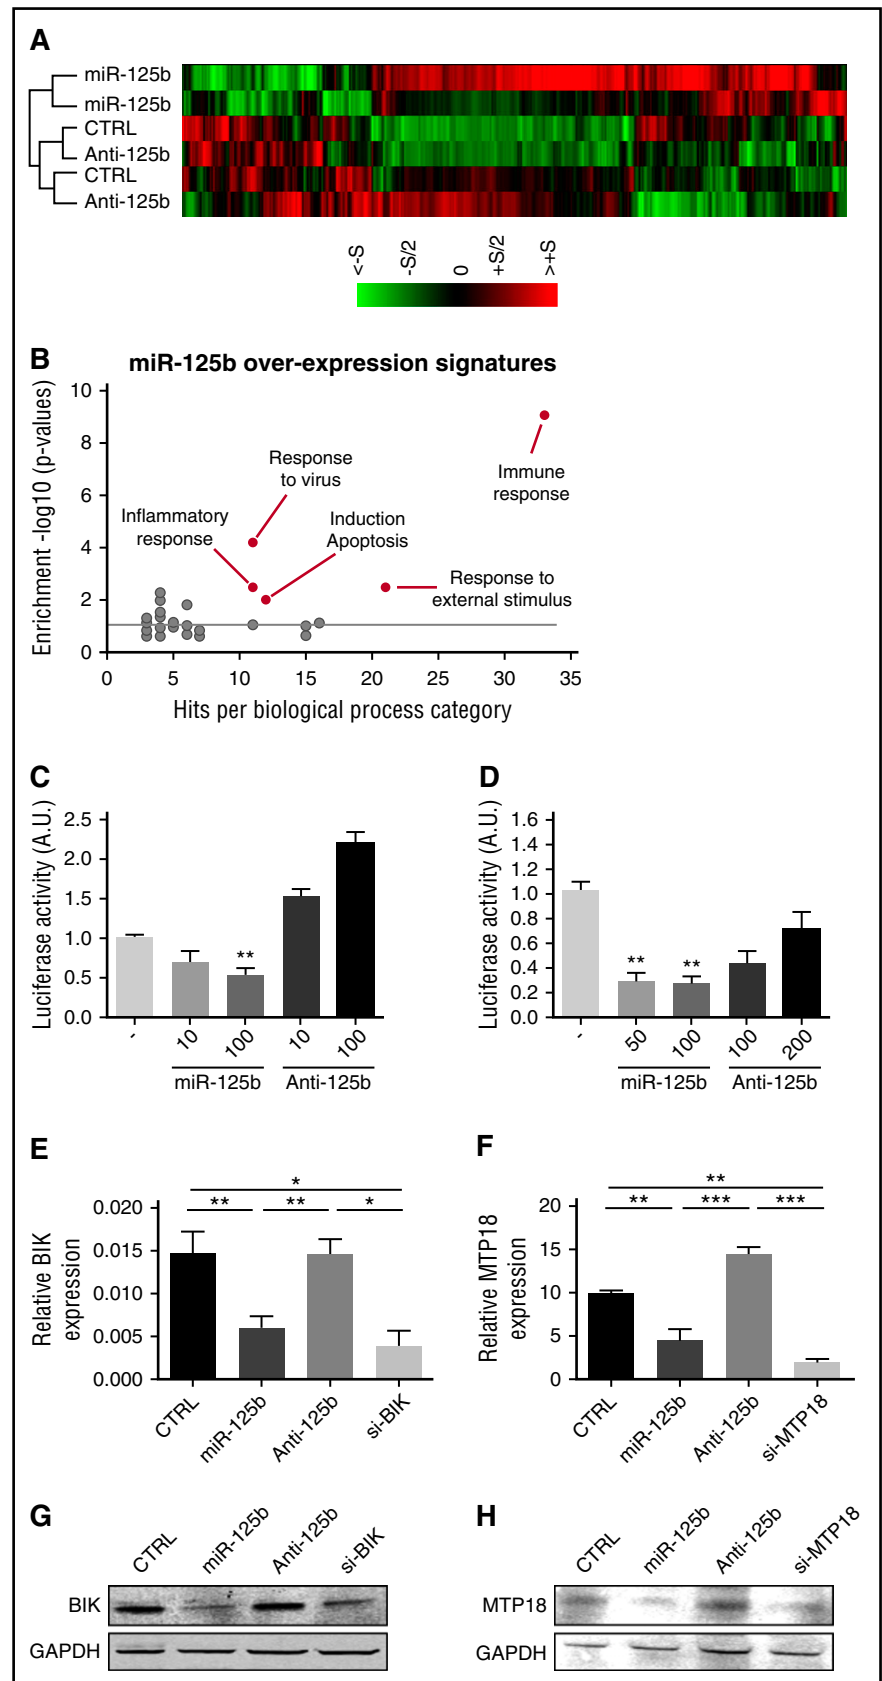 A
miR-125b
miR-125b
CTRL
Anti-125b
CTRL
Anti-125b
<-S
-S/2
0
+S/2
>+S
B
miR-125b over-expression signatures
Enrichment -log10 (p-values)
10
8
6
4
2
0
Response
to virus
Immune
response
Inflammatory
response
Induction
Apoptosis
Response to
external stimulus
0 5 10 15 20 25 30 35
Hits per biological process category
C
Luciferase activity (A.U.)
2.5
2.0
1.5
1.0
0.5
0.0
**
- 10 100 10 100
miR-125b Anti-125b
D
Luciferase activity (A.U.)
1.6
1.4
1.2
1.0
0.8
0.6
0.4
0.2
0.0
** **
- 50 100 100 200
miR-125b Anti-125b
E
Relative BIK
expression
0.020
0.015
0.010
0.005
0.000
*
** ** *
CTRL miR-125b Anti-125b si-BIK
F
Relative MTP18
expression
20
15
10
5
0
**
** *** ***
CTRL miR-125b Anti-125b si-MTP18
G
CTRL miR-125b Anti-125b si-BIK
BIK
GAPDH
H
CTRL miR-125b Anti-125b si-MTP18
MTP18
GAPDH